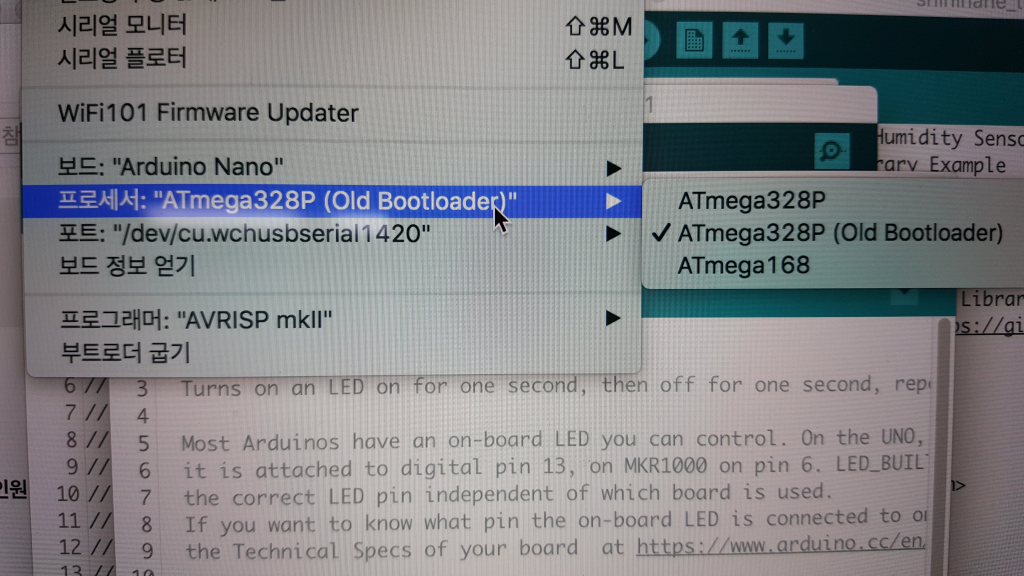 시리얼 모니터 ⇧⌘M
시리얼 플로터 ⇧⌘L
WiFi101 Firmware Updater
보드: "Arduino Nano" ▶
프로세서: "ATmega328P (Old Bootloader)" ▶
포트: "/dev/cu.wchusbserial1420" ▶
보드 정보 얻기
프로그래머: "AVRISP mkII" ▶
부트로더 굽기
ATmega328P
✓ ATmega328P (Old Bootloader)
ATmega168
Humidity Senso
rary Example
Librar
os://gi
참
인원
1
6 //
7 //
8 //
9 //
10 //
11 //
12 //
13 //
3 Turns on an LED on for one second, then off for one second, repe
4
5 Most Arduinos have an on-board LED you can control. On the UNO,
6 it is attached to digital pin 13, on MKR1000 on pin 6. LED_BUIL
7 the correct LED pin independent of which board is used.
8 If you want to know what pin the on-board LED is connected to o
9 the Technical Specs of your board at https://www.arduino.cc/en/
10